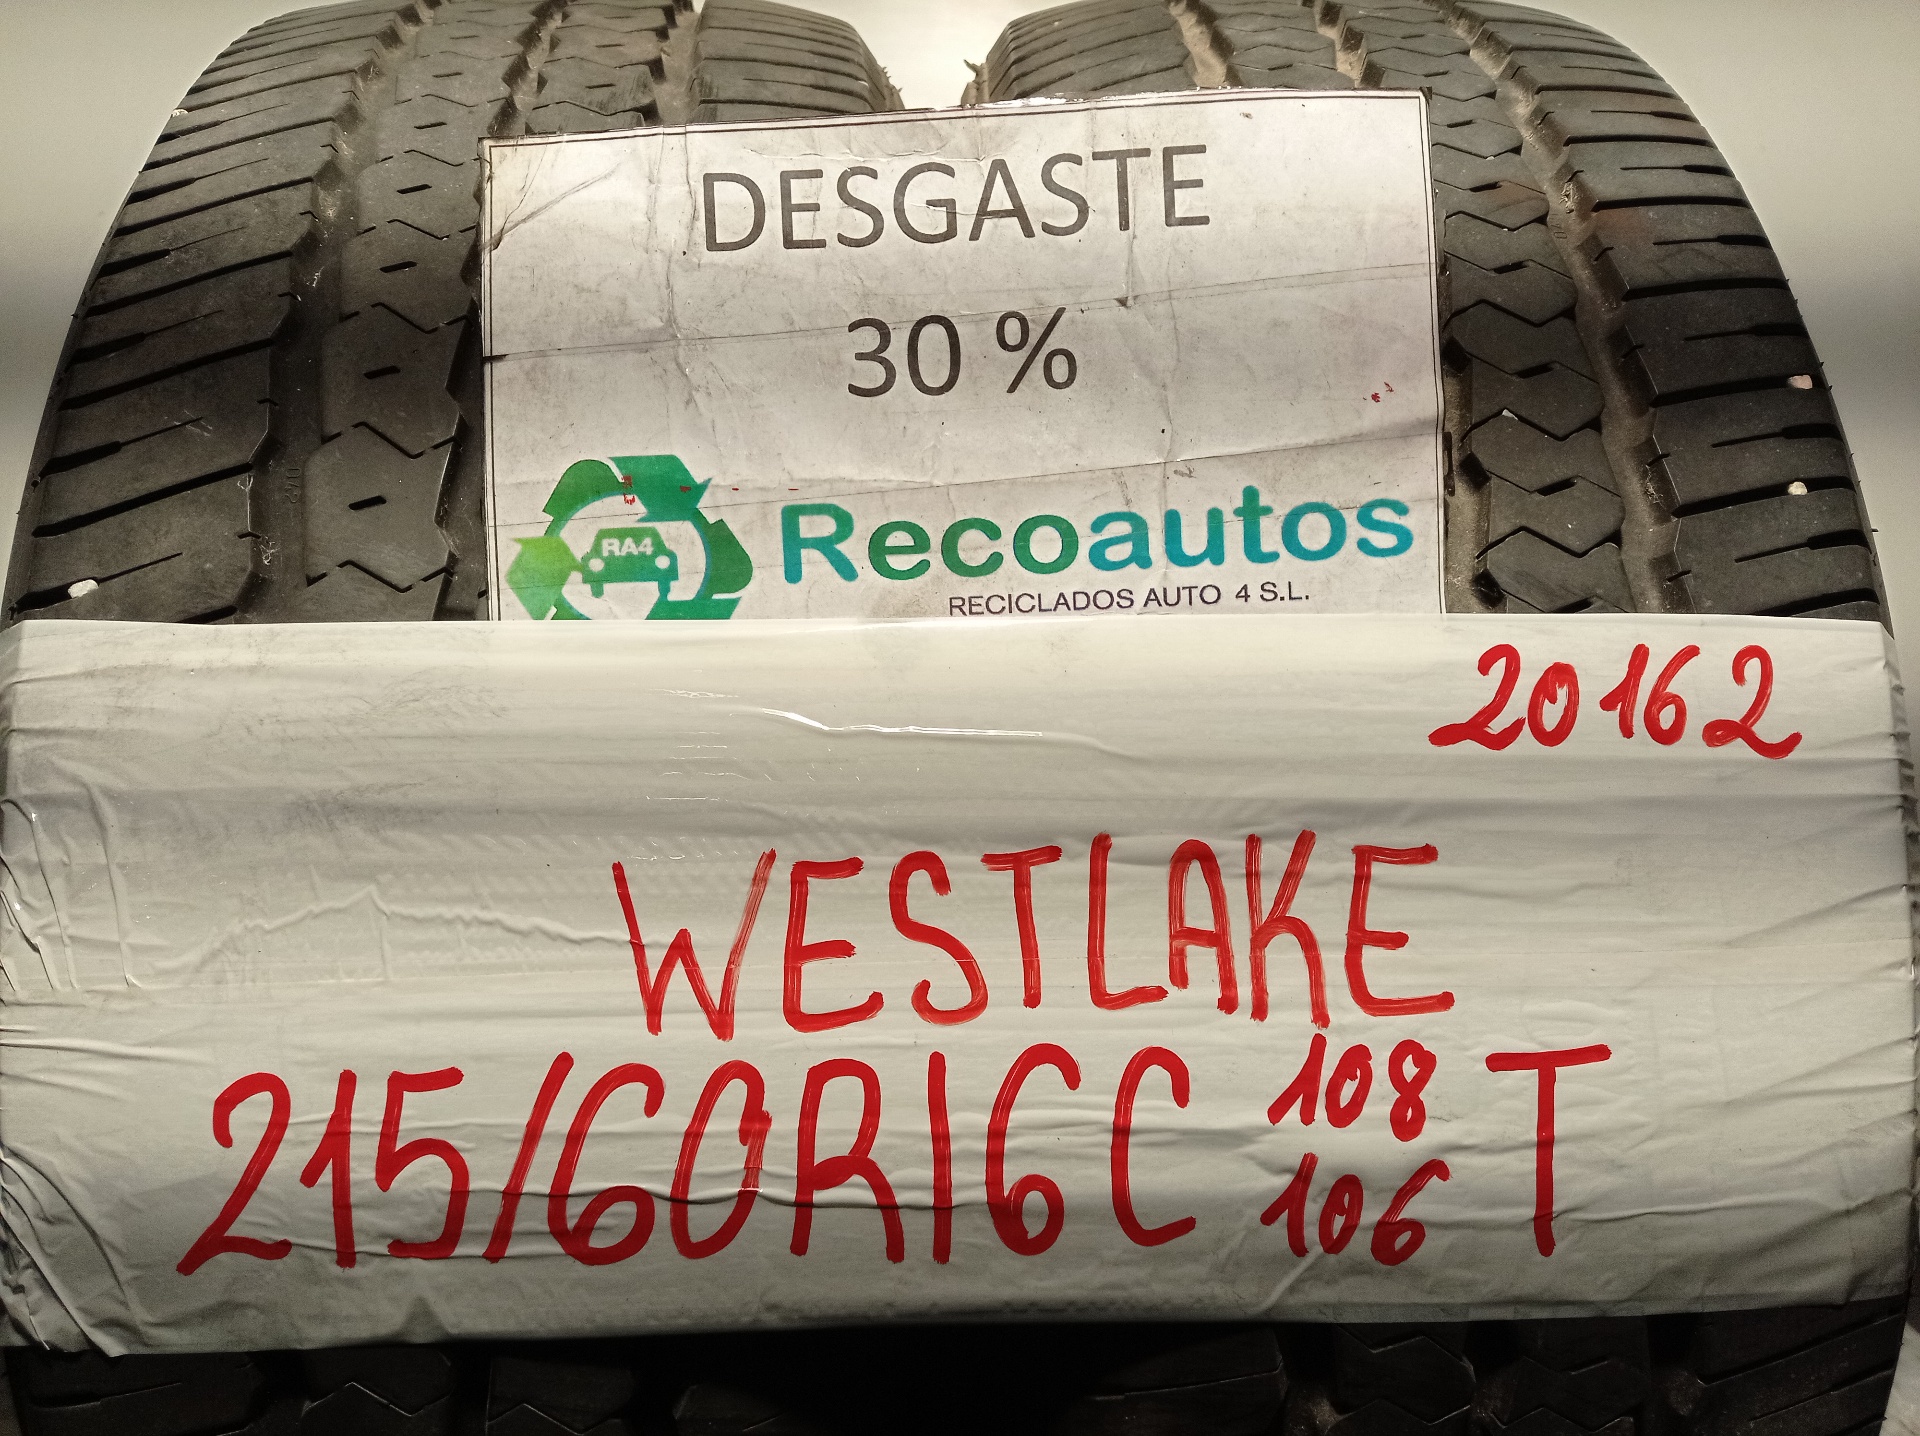 DESGASTE
30 %
RA4
Recoautos
RECICLADOS AUTO 4 S.L.
20162
WESTLAKE
215/60R16C 108 T
106